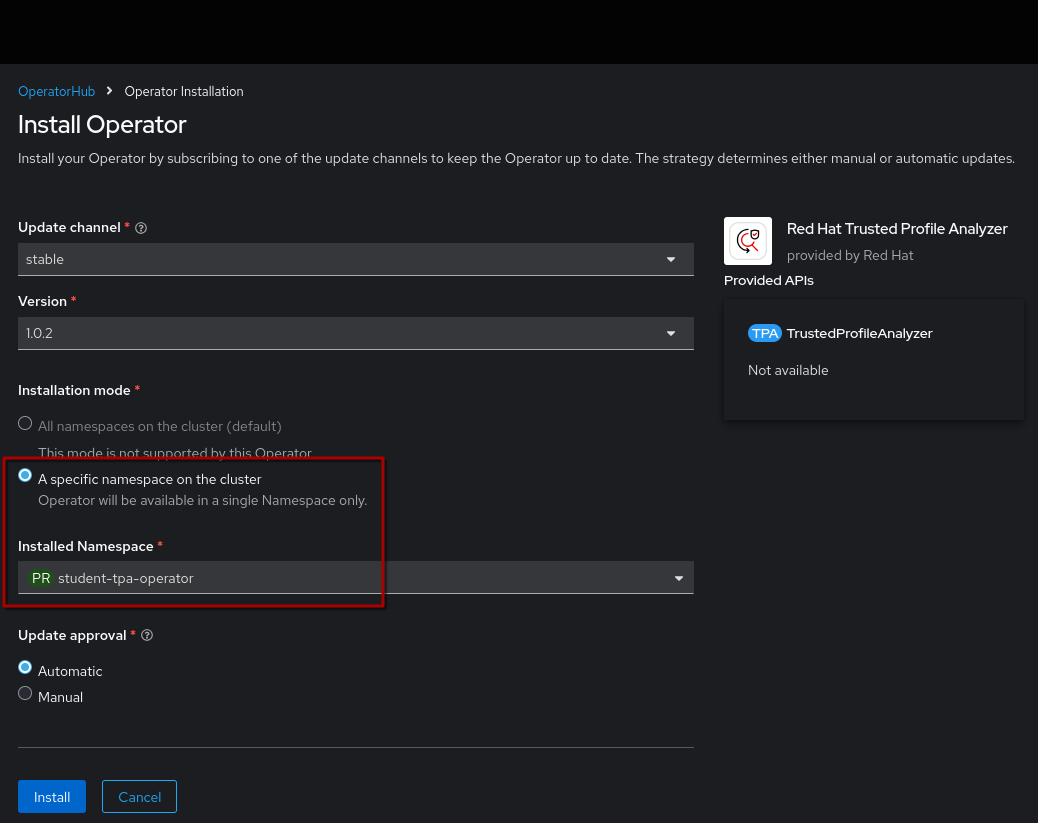 OperatorHub > Operator Installation
Install Operator
Install your Operator by subscribing to one of the update channels to keep the Operator up to date. The strategy determines either manual or automatic updates.
Update channel *
stable
Version *
1.0.2
Installation mode *
All namespaces on the cluster (default)
This mode is not supported by this Operator
A specific namespace on the cluster
Operator will be available in a single Namespace only.
Installed Namespace *
PR student-tpa-operator
Update approval *
Automatic
Manual
Install Cancel
Red Hat Trusted Profile Analyzer
provided by Red Hat
Provided APIs
TPA TrustedProfileAnalyzer
Not available